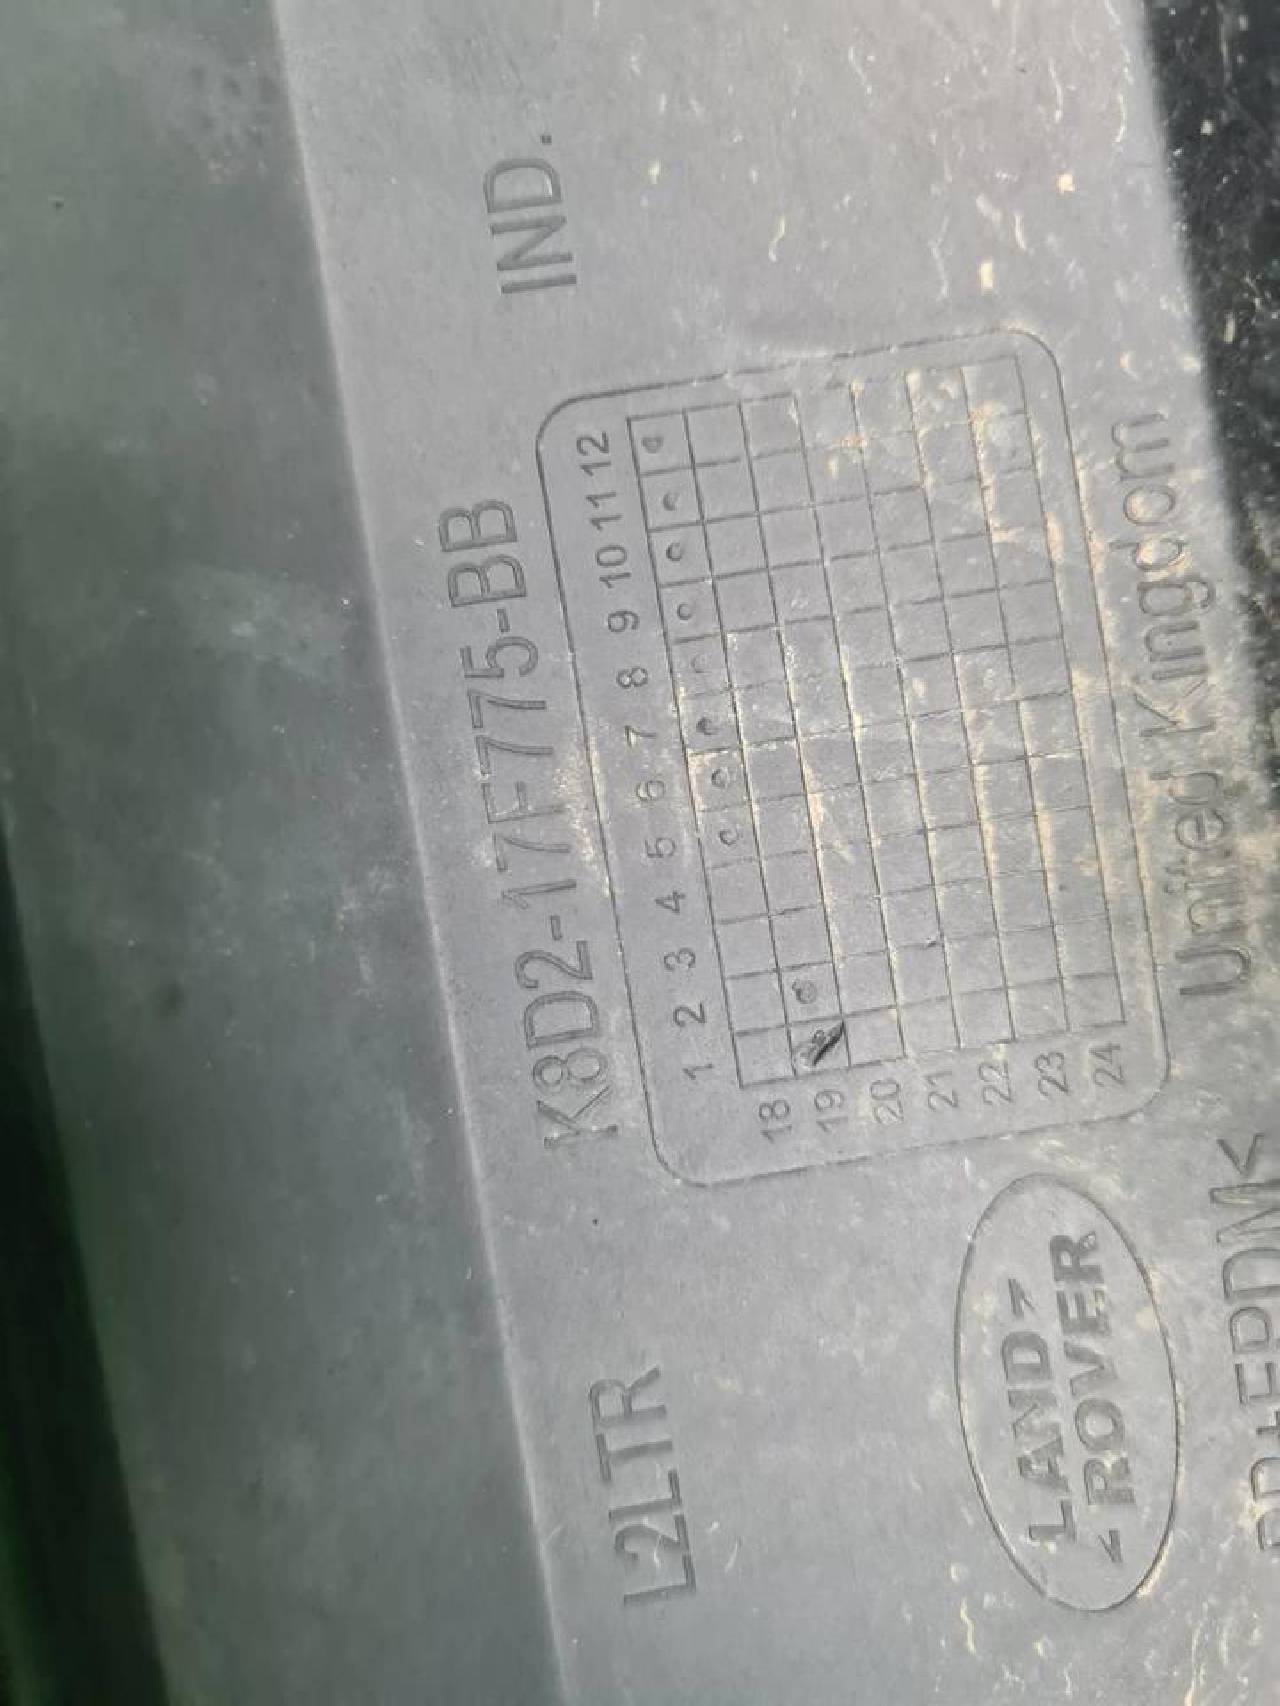 IND.
K8D2-17F775-BB
L2LTR
1 2 3 4 5 6 7 8 9 10 11 12
18
19
20
21
22
23
24
LAND
ROVER
United Kingdom